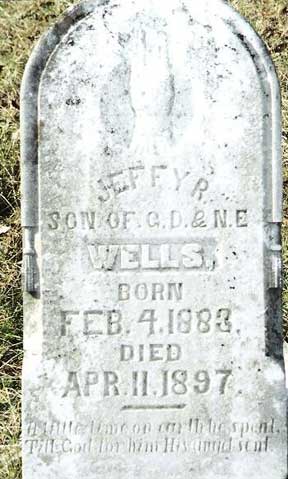 JEFFY R.
SON. OF. G. D. & N. E
WELLS.,
BORN
FEB. 4. 1883.
DIED
APR. 11. 1897
A little time on earth he spent,
Till God for him His angel sent.